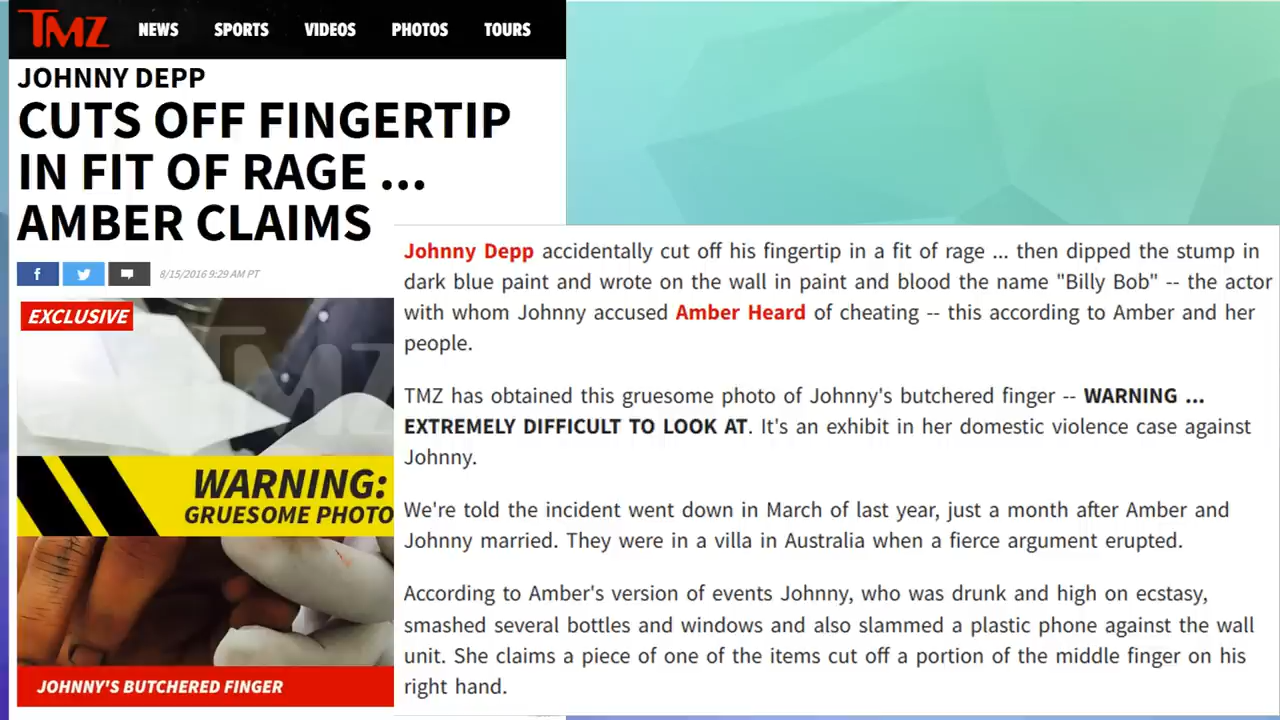 TMZ NEWS SPORTS VIDEOS PHOTOS TOURS
JOHNNY DEPP
CUTS OFF FINGERTIP
IN FIT OF RAGE ...
AMBER CLAIMS
8/15/2016 9:29 AM PT
EXCLUSIVE
TMZ
WARNING:
GRUESOME PHOTO
JOHNNY'S BUTCHERED FINGER
Johnny Depp accidentally cut off his fingertip in a fit of rage ... then dipped the stump in
dark blue paint and wrote on the wall in paint and blood the name "Billy Bob" -- the actor
with whom Johnny accused Amber Heard of cheating -- this according to Amber and her
people.
TMZ has obtained this gruesome photo of Johnny's butchered finger -- WARNING ...
EXTREMELY DIFFICULT TO LOOK AT. It's an exhibit in her domestic violence case against
Johnny.
We're told the incident went down in March of last year, just a month after Amber and
Johnny married. They were in a villa in Australia when a fierce argument erupted.
According to Amber's version of events Johnny, who was drunk and high on ecstasy,
smashed several bottles and windows and also slammed a plastic phone against the wall
unit. She claims a piece of one of the items cut off a portion of the middle finger on his
right hand.